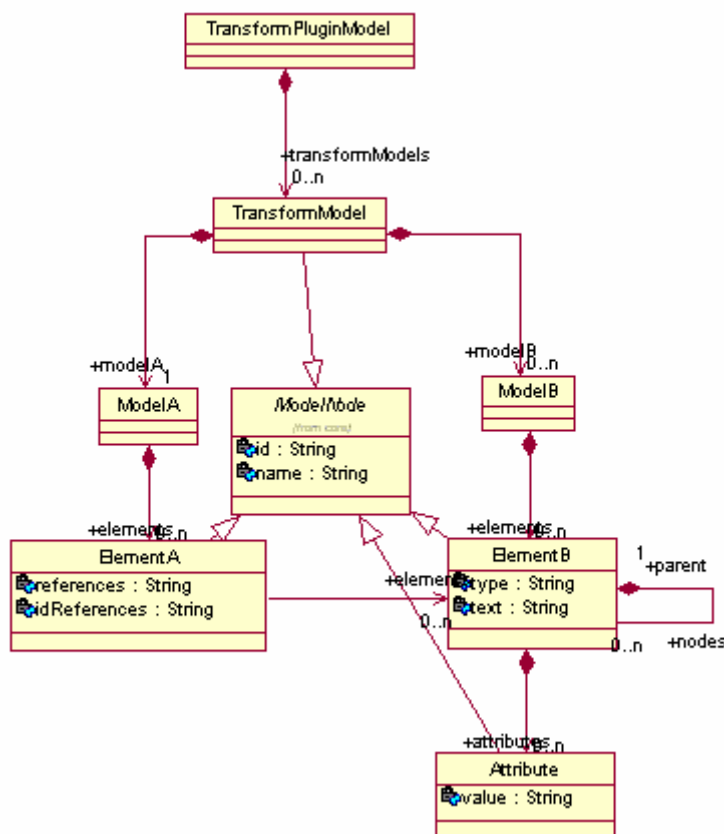 TransformPluginModel
+transformModels
0..n
TransformModel
+modelA
1
+modelB
0..n
ModelA
ModelNode
ModelB
id : String
name : String
+elements
0..n
+elements
0..n
ElementA
references : String
idReferences : String
+element
0..n
ElementB
type : String
text : String
1
+parent
0..n
+nodes
+attributes
0..n
Attribute
value : String